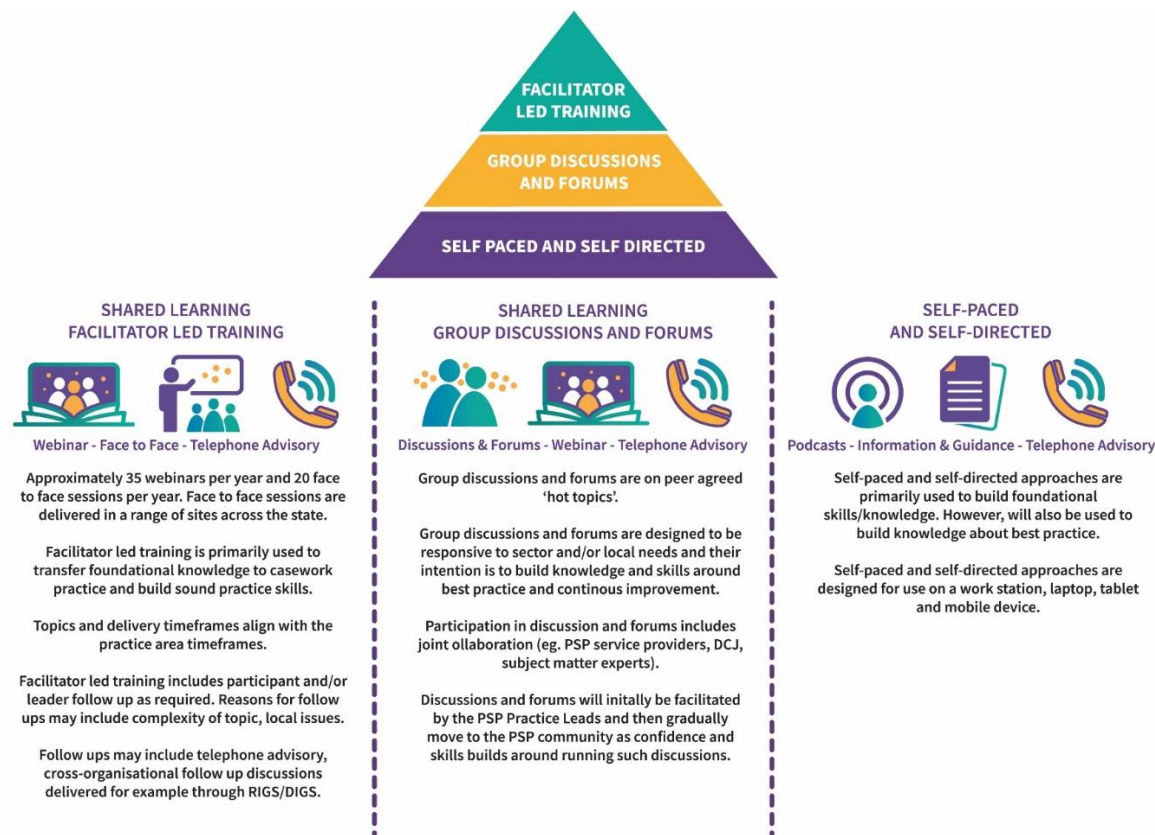 FACILITATOR
LED TRAINING
GROUP DISCUSSIONS
AND FORUMS
SELF PACED AND SELF DIRECTED
SHARED LEARNING
FACILITATOR LED TRAINING
Webinar - Face to Face - Telephone Advisory
Approximately 35 webinars per year and 20 face
to face sessions per year. Face to face sessions are
delivered in a range of sites across the state.
Facilitator led training is primarily used to
transfer foundational knowledge to casework
practice and build sound practice skills.
Topics and delivery timeframes align with the
practice area timeframes.
Facilitator led training includes participant and/or
leader follow up as required. Reasons for follow
ups may include complexity of topic, local issues.
Follow ups may include telephone advisory,
cross-organisational follow up discussions
delivered for example through RIGS/DIGS.
SHARED LEARNING
GROUP DISCUSSIONS AND FORUMS
Discussions & Forums - Webinar - Telephone Advisory
Group discussions and forums are on peer agreed
‘hot topics’.
Group discussions and forums are designed to be
responsive to sector and/or local needs and their
intention is to build knowledge and skills around
best practice and continous improvement.
Participation in discussion and forums includes
joint ollaboration (eg. PSP service providers, DCJ,
subject matter experts).
Discussions and forums will initally be facilitated
by the PSP Practice Leads and then gradually
move to the PSP community as confidence and
skills builds around running such discussions.
SELF-PACED
AND SELF-DIRECTED
Podcasts - Information & Guidance - Telephone Advisory
Self-paced and self-directed approaches are
primarily used to build foundational
skills/knowledge. However, will also be used to
build knowledge about best practice.
Self-paced and self-directed approaches are
designed for use on a work station, laptop, tablet
and mobile device.